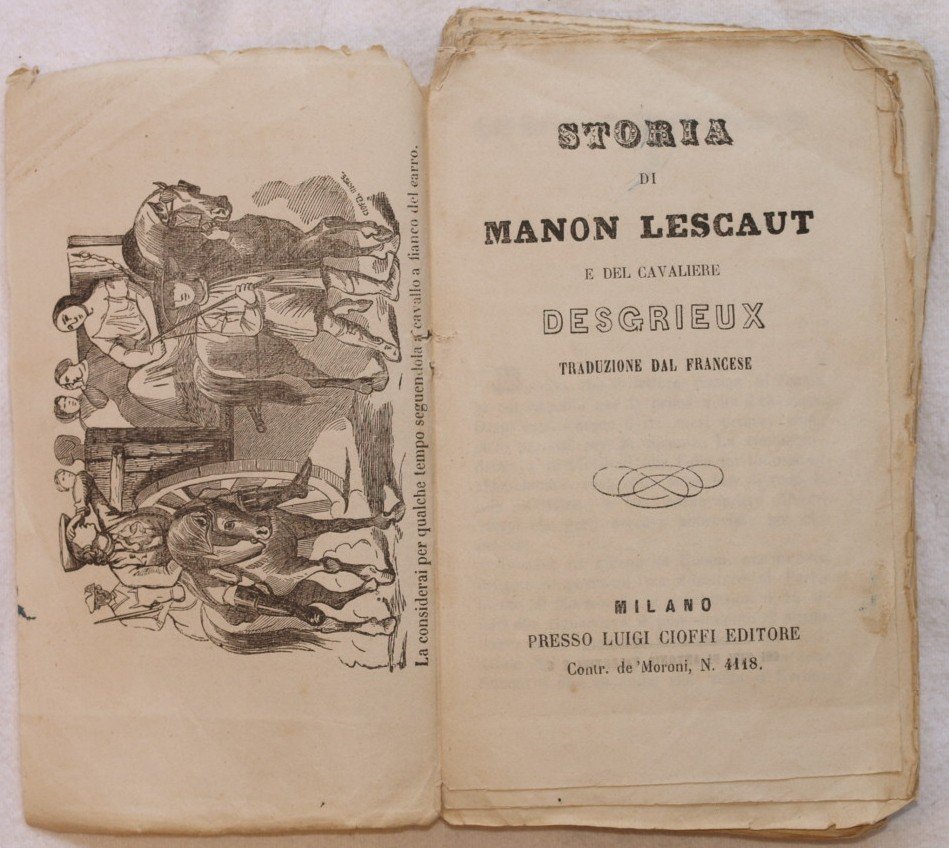 La considerai per qualche tempo seguendola a cavallo a fianco del carro.
STORIA
DI
MANON LESCAUT
E DEL CAVALIERE
DESGRIEUX
TRADUZIONE DAL FRANCESE
MILANO
PRESSO LUIGI CIOFFI EDITORE
Contr. de 'Moroni, N. 4118.